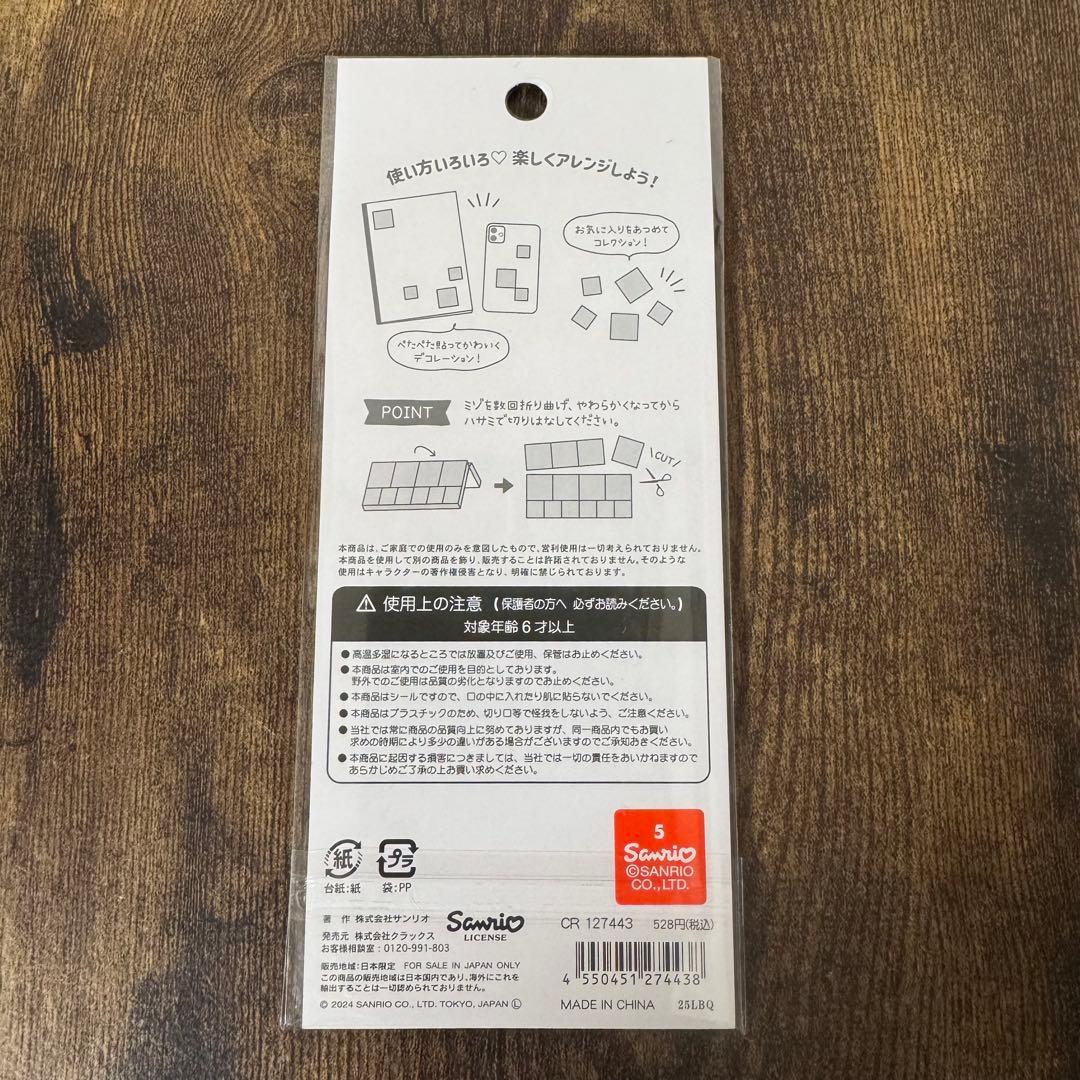 使い方いろいろ♡ 楽しくアレンジしよう！
お気に入りをあつめて
コレクション！
ぺたぺた貼ってかわいく
デコレーション！
POINT
ミゾを数回折り曲げ、やわらかくなってから
ハサミで切りはなしてください。
\CUT/
本商品は、ご家庭での使用のみを意図したもので、営利使用は一切考えられておりません。
本商品を使用して別の商品を飾り、販売することは許諾されておりません。そのような
使用はキャラクターの著作権侵害となり、明確に禁じられております。
⚠ 使用上の注意 (保護者の方へ 必ずお読みください。)
対象年齢6才以上
●高温多湿になるところでは放置及びご使用、保管はお止めください。
●本商品は室内でのご使用を目的としております。
野外でのご使用は品質の劣化となりますのでお止めください。
●本商品はシールですので、口の中に入れたり肌に貼らないでください。
●本商品はプラスチックのため、切り口等で怪我をしないよう、ご注意ください。
●当社では常に商品の品質向上に努めておりますが、同一商品内でもお買い
求めの時期により多少の違いがある場合がございますのでご承知おきください。
●本商品に起因する損害につきましては、当社では一切の責任をおいかねますので
あらかじめご了承の上お買い求めください。
5
Sanrio
©SANRIO
CO.,LTD.
紙
台紙:紙
プラ
袋:PP
著 作 株式会社サンリオ
発売元 株式会社クラックス
お客様相談室:0120-991-803
Sanrio
LICENSE
CR 127443 528円(税込)
4 550451 274438
販売地域:日本限定 FOR SALE IN JAPAN ONLY
この商品の販売地域は日本国内であり、海外にこれを
輸出することは一切認められておりません。
© 2024 SANRIO CO., LTD. TOKYO, JAPAN Ⓛ
MADE IN CHINA 25LBQ